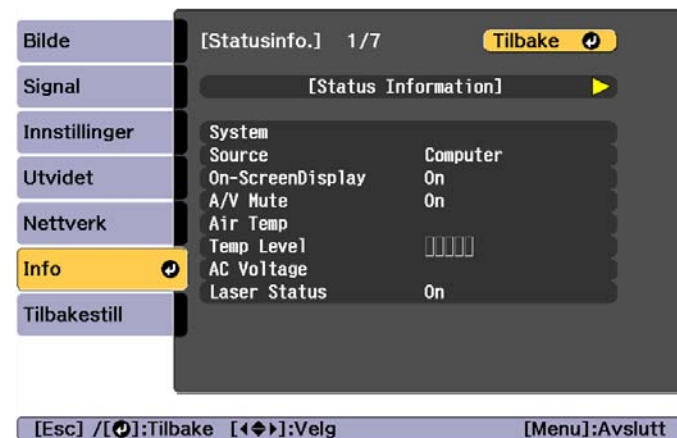 Bilde
Signal
Innstillinger
Utvidet
Nettverk
Info
Tilbakestill
[Statusinfo.] 1/7 Tilbake
[Status Information]
System
Source Computer
On-ScreenDisplay On
A/V Mute On
Air Temp
Temp Level
AC Voltage
Laser Status On
[Esc] /[]:Tilbake []:Velg [Menu]:Avslutt